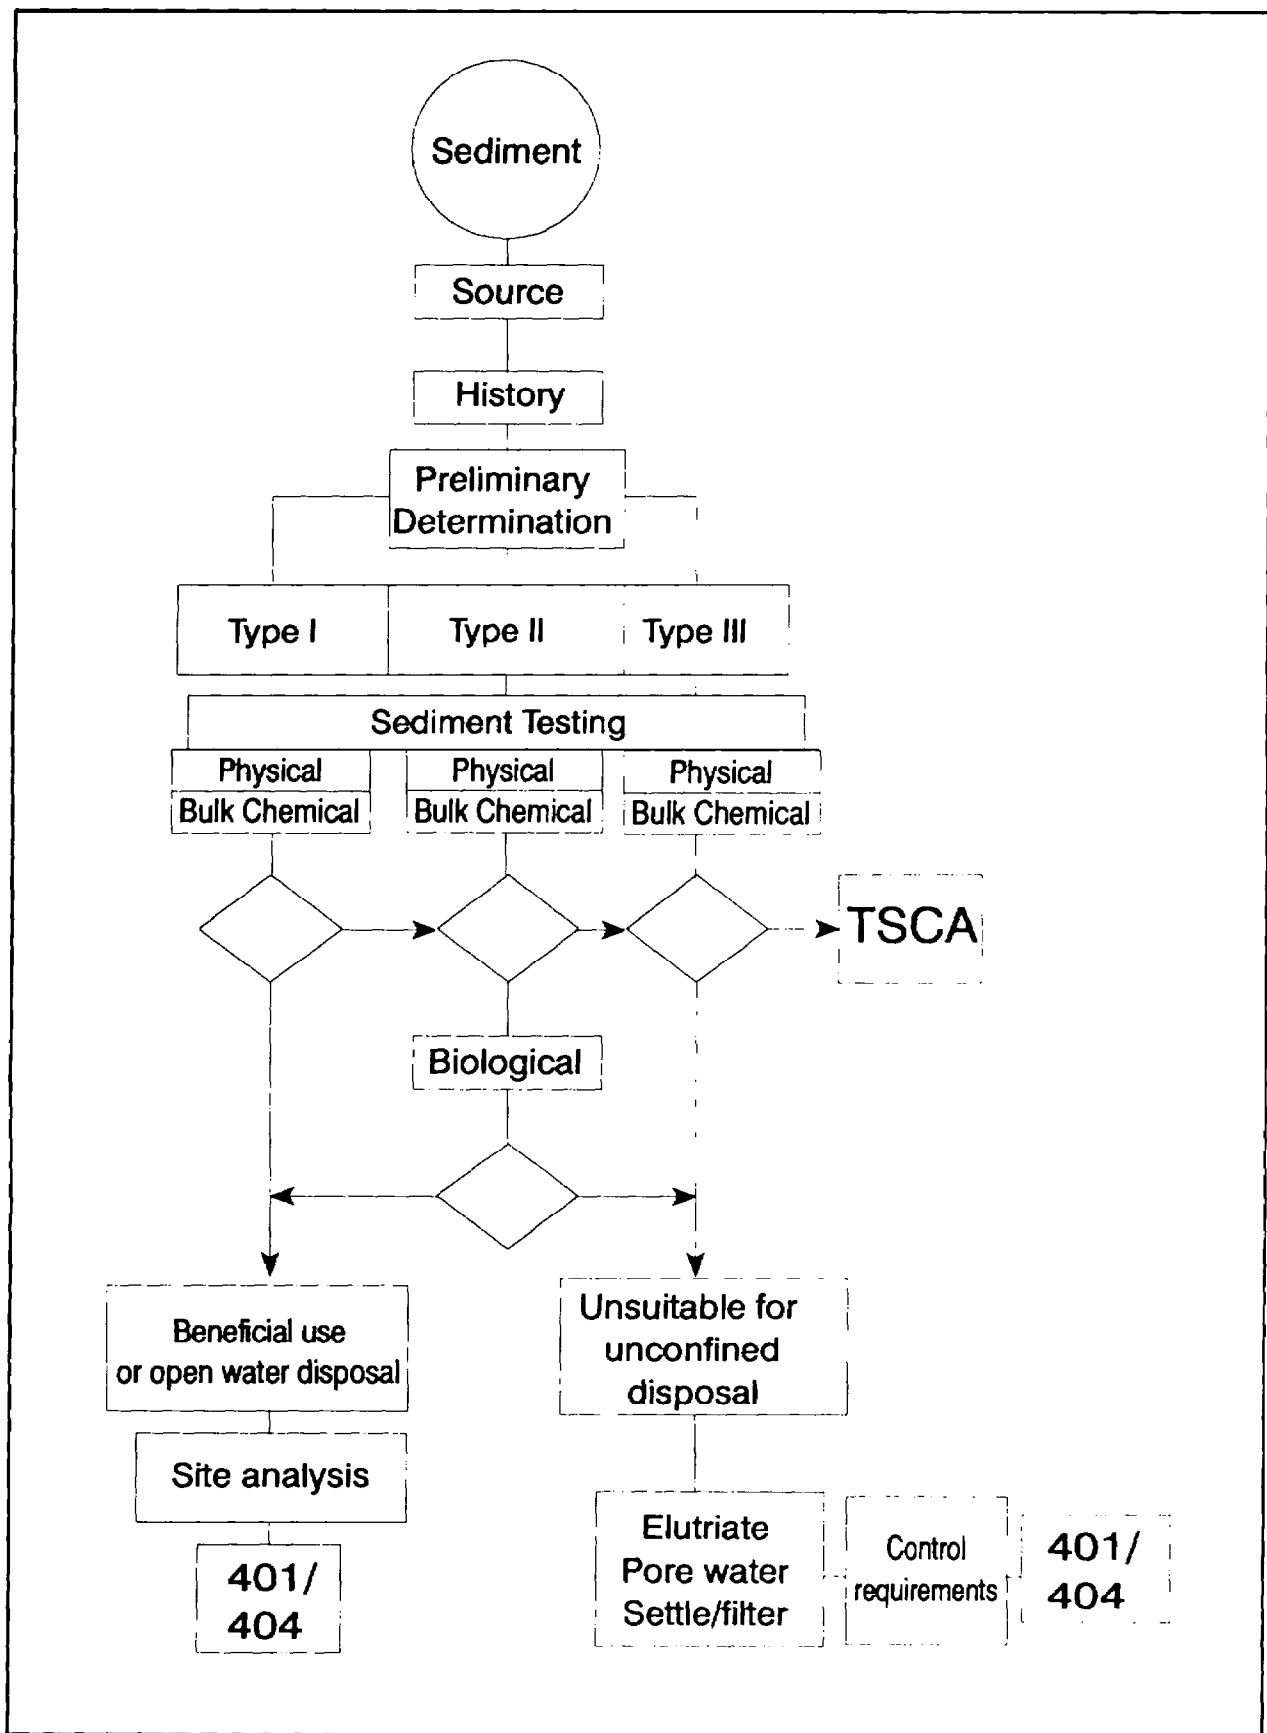 Sediment
Source
History
Preliminary
Determination
Type I
Type II
Type III
Sediment Testing
Physical
Physical
Physical
Bulk Chemical
Bulk Chemical
Bulk Chemical
TSCA
Biological
Beneficial use
or open water disposal
Unsuitable for
unconfined
disposal
Site analysis
401/
404
Elutriate
Pore water
Settle/filter
Control
requirements
401/
404